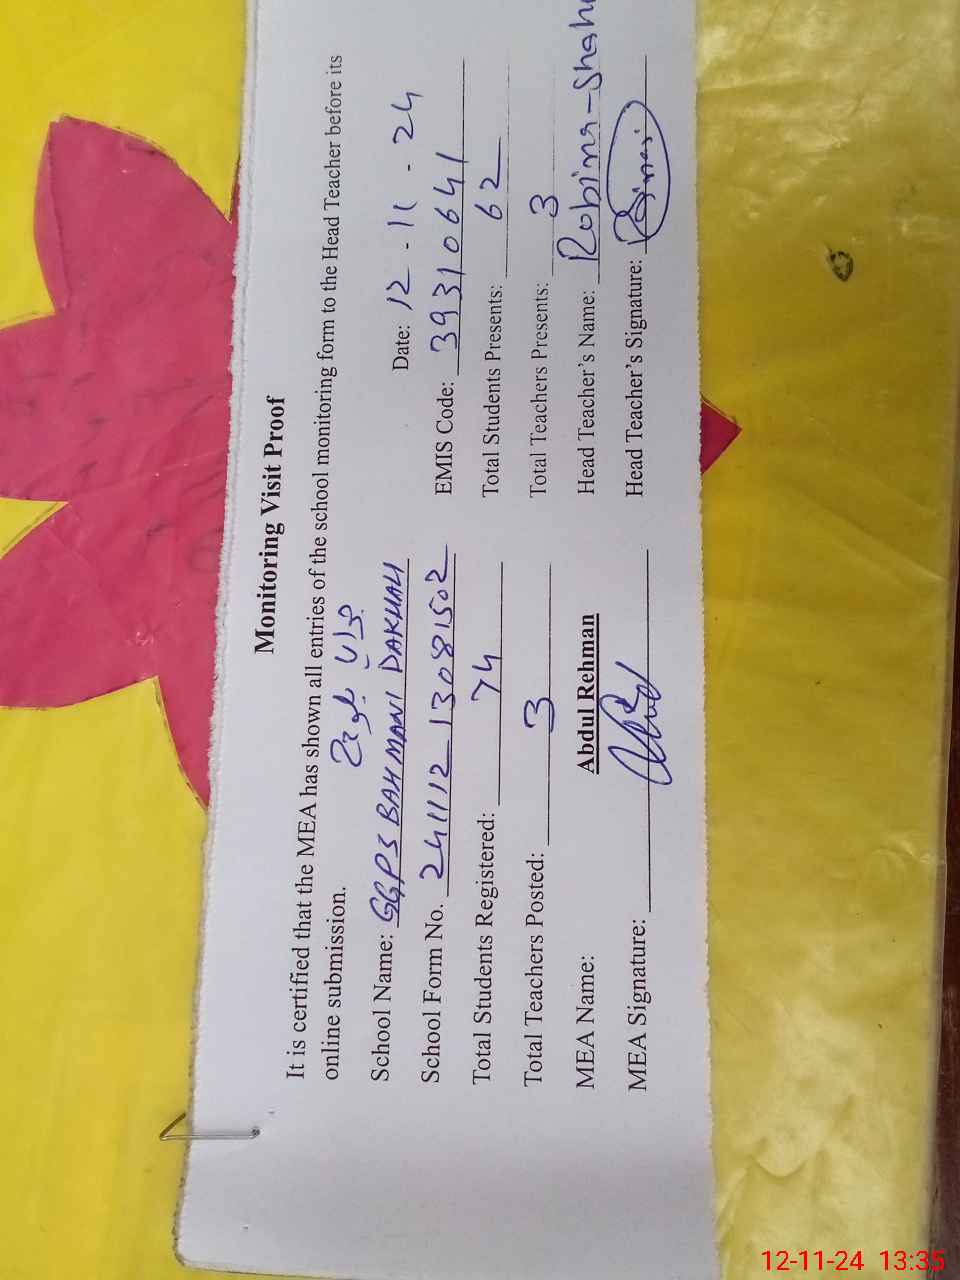 Monitoring Visit Proof
It is certified that the MEA has shown all entries of the school monitoring form to the Head Teacher before its
online submission.
Date: 12-11-24
School Name: GGPS BAHMANI DAKHALI EMIS Code: 39310641
School Form No. 241112_13081502 Total Students Presents: 62
Total Students Registered: 74 Total Teachers Presents: 3
Total Teachers Posted: 3 Head Teacher's Name: Robina-Shah
MEA Name: Abdul Rehman Head Teacher's Signature:
MEA Signature:
12-11-24 13:35